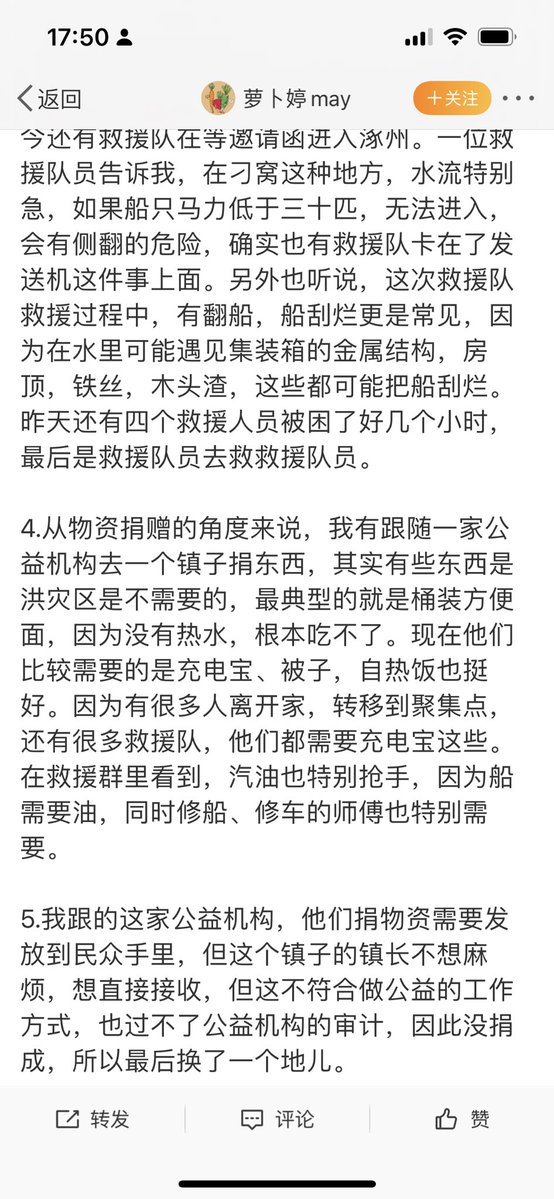 17:50
返回
萝卜婷may
+关注
今还有救援队在等邀请函进入涿州。一位救
援队员告诉我，在刁窝这种地方，水流特别
急，如果船只马力低于三十匹，无法进入，
会有侧翻的危险，确实也有救援队卡在了发
送机这件事上面。另外也听说，这次救援队
救援过程中，有翻船，船刮烂更是常见，因
为在水里可能遇见集装箱的金属结构，房
顶，铁丝，木头渣，这些都可能把船刮烂。
昨天还有四个救援人员被困了好几个小时，
最后是救援队员去救救援队员。
4.从物资捐赠的角度来说，我有跟随一家公
益机构去一个镇子捐东西，其实有些东西是
洪灾区是不需要的，最典型的就是桶装方便
面，因为没有热水，根本吃不了。现在他们
比较需要的是充电宝、被子，自热饭也挺
好。因为有很多人离开家，转移到聚集点，
还有很多救援队，他们都需要充电宝这些。
在救援群里看到，汽油也特别抢手，因为船
需要油，同时修船、修车的师傅也特别需
要。
5.我跟的这家公益机构，他们捐物资需要发
放到民众手里，但这个镇子的镇长不想麻
烦，想直接接收，但这不符合做公益的工作
方式，也过不了公益机构的审计，因此没捐
成，所以最后换了一个地儿。
转发
评论
赞